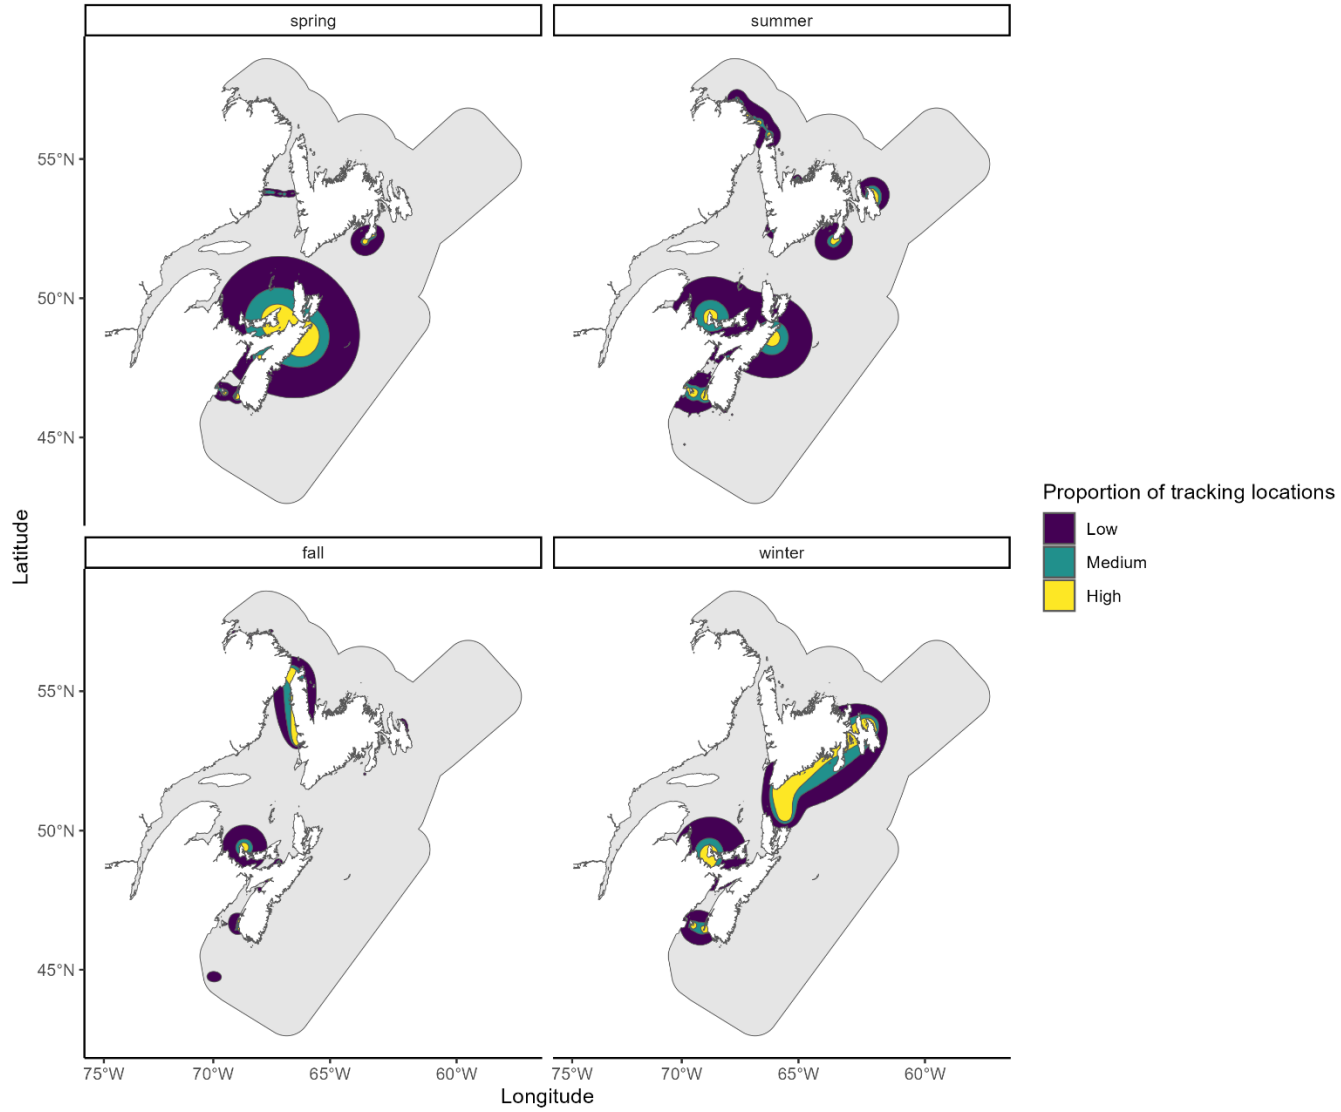 spring
summer
55°N
50°N
45°N
Latitude
fall
winter
55°N
50°N
45°N
75°W
70°W
65°W
60°W
75°W
70°W
65°W
60°W
Longitude
Proportion of tracking locations
Low
Medium
High